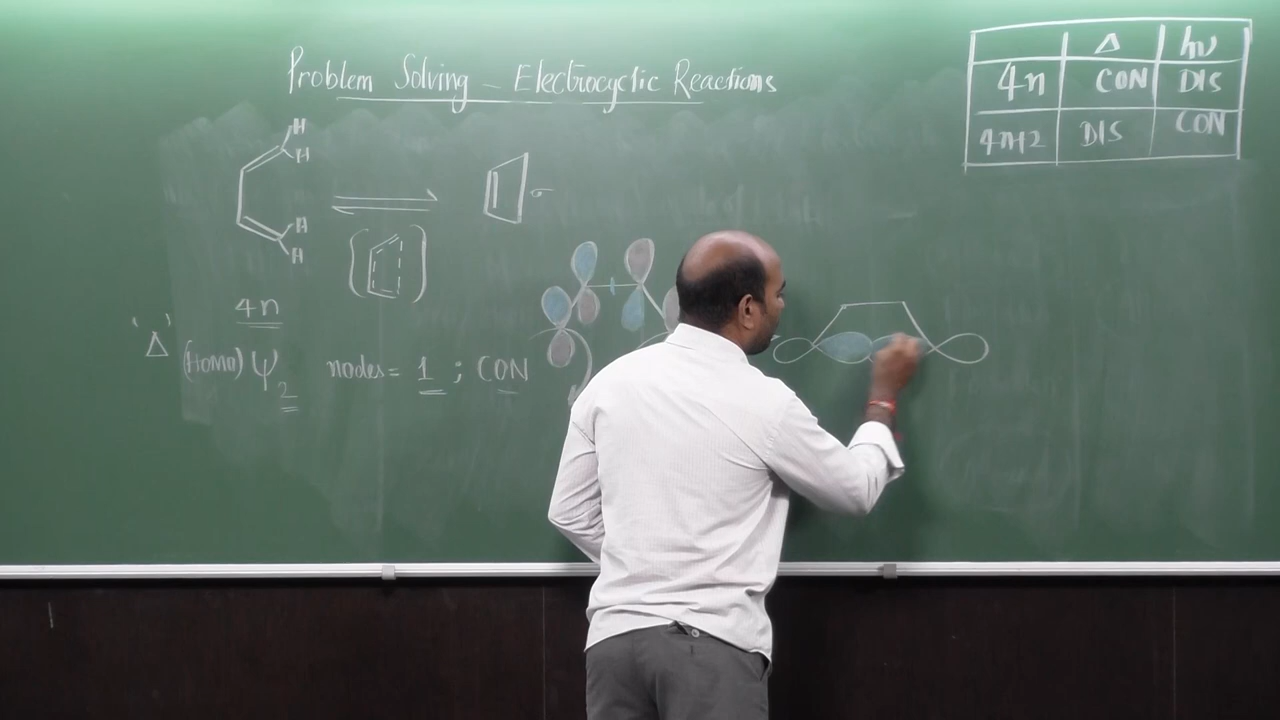 Problem Solving - Electrocyclic Reactions
Δ hν
4n CON DIS
4n+2 DIS CON
H
H
H
H
σ
4n
'Δ' (HOMO) Ψ2 nodes = 1 ; CON